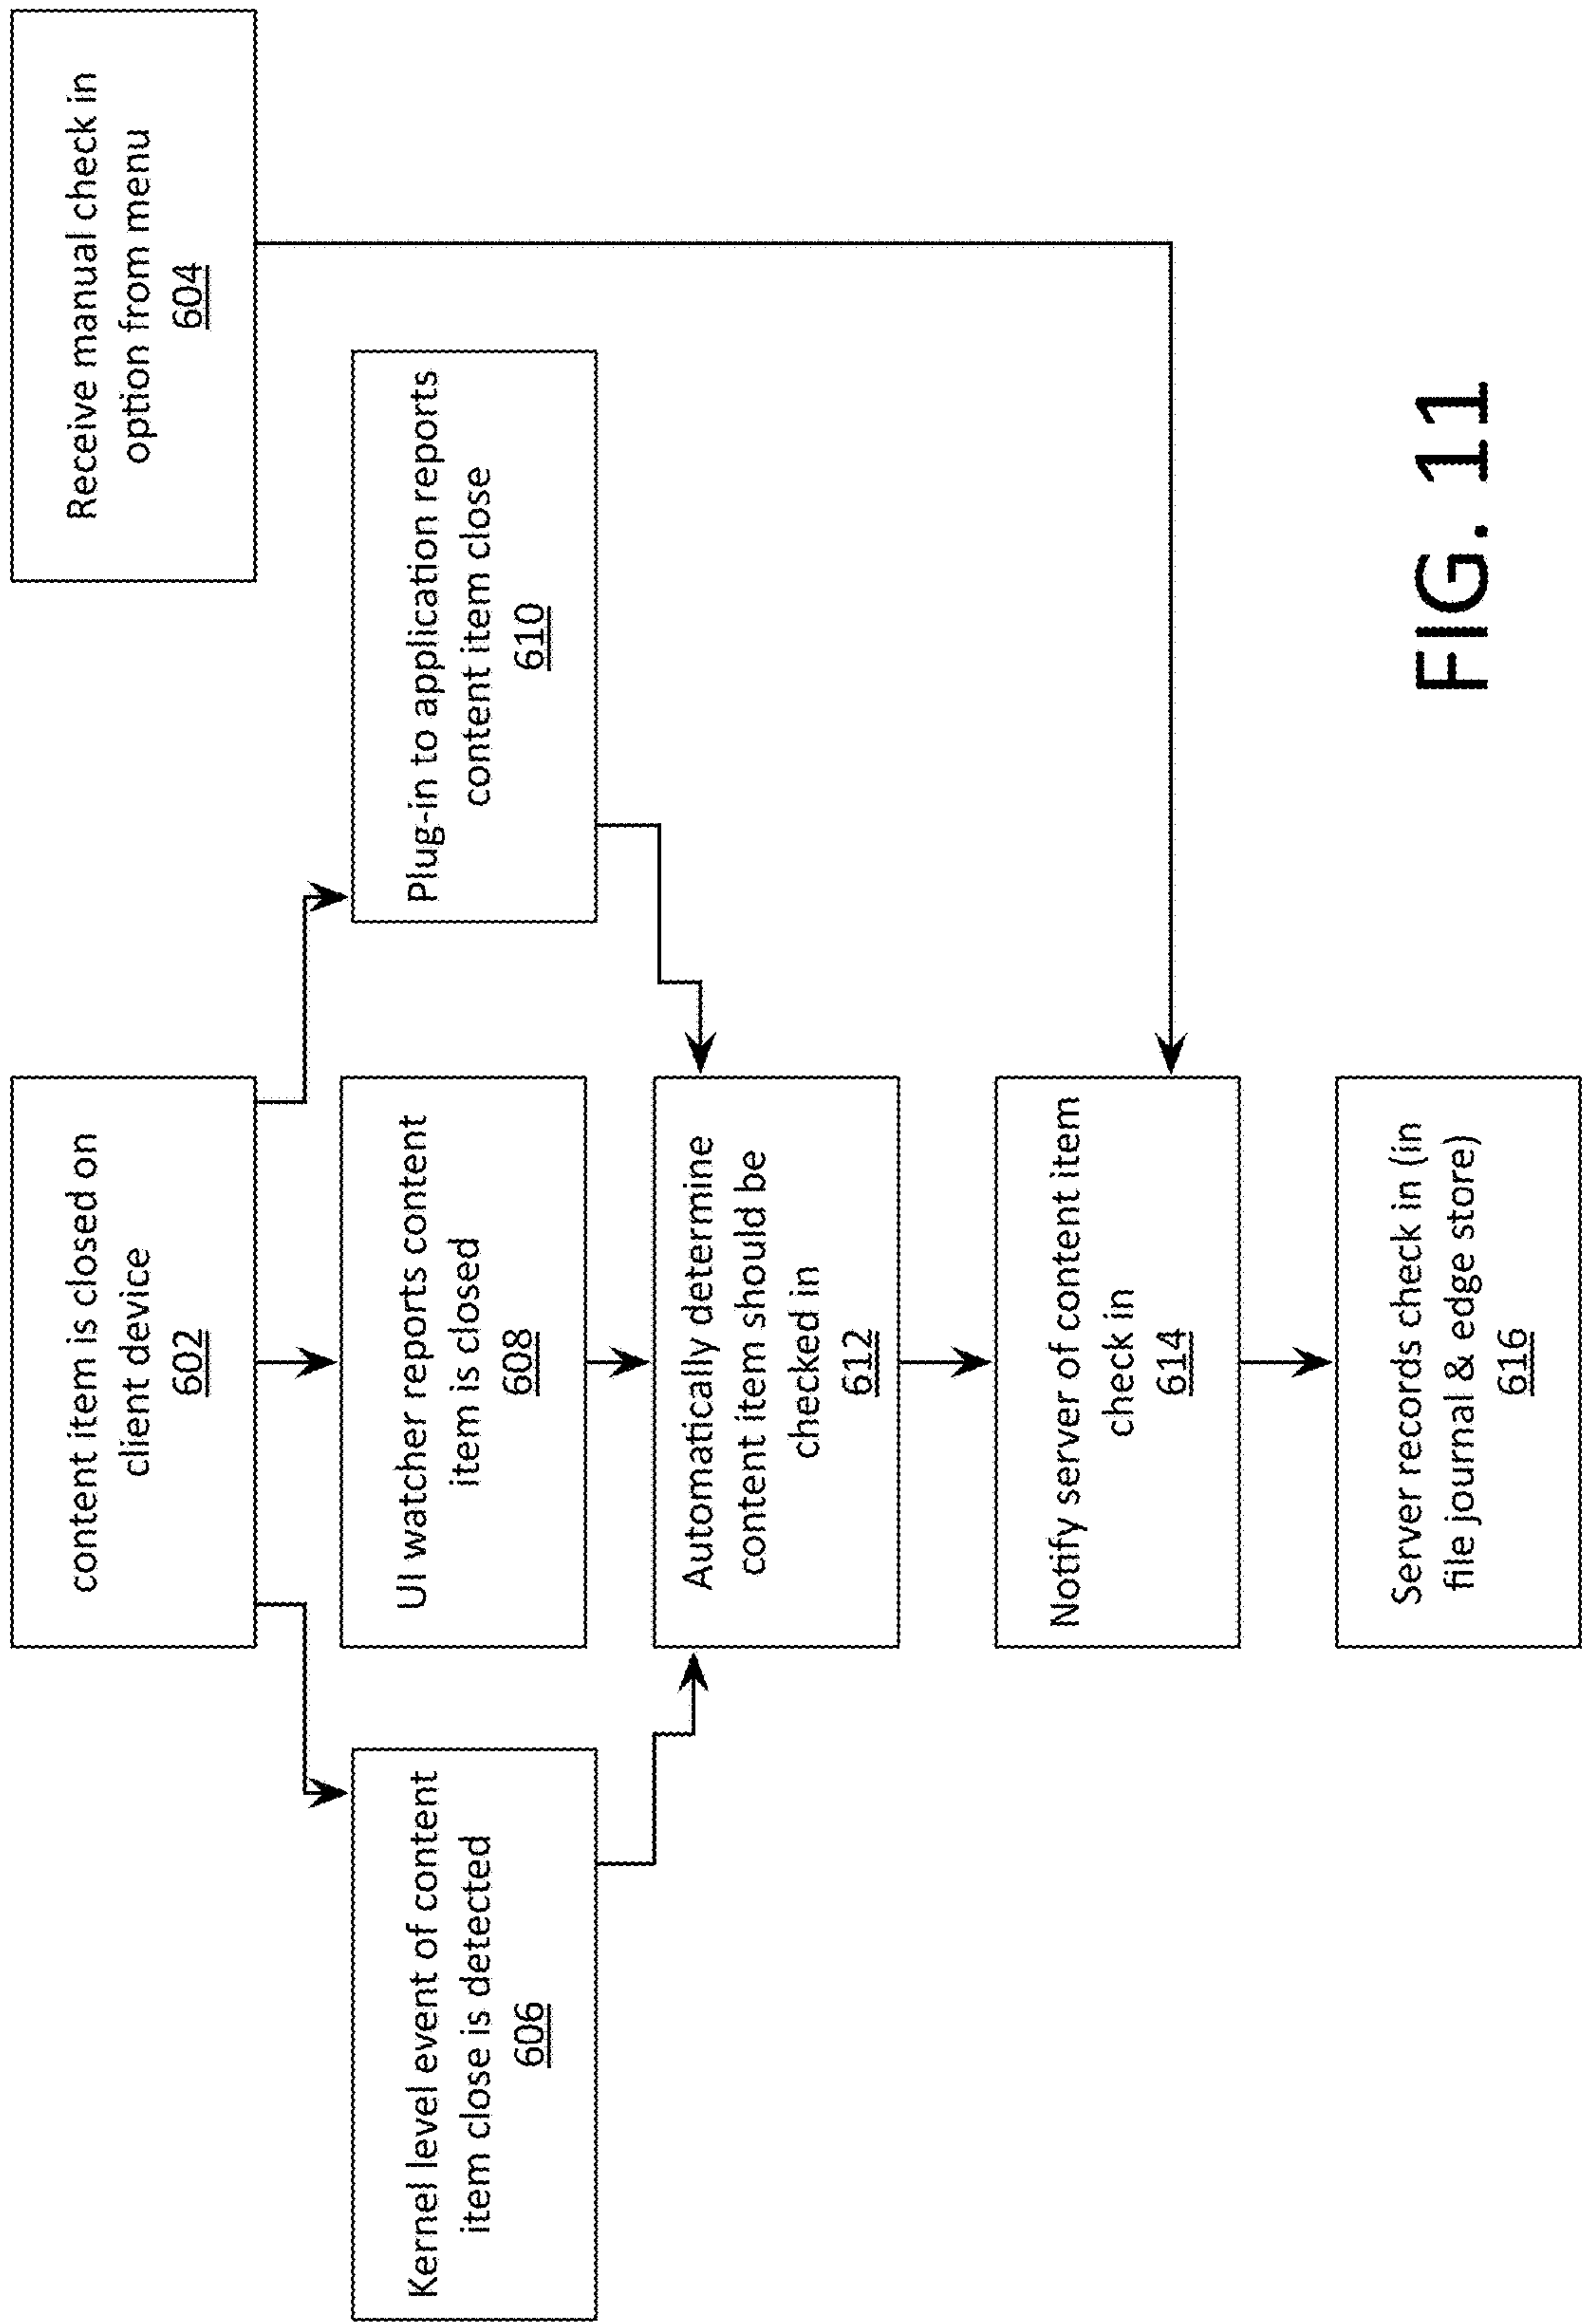 content item is closed on
client device
602
Receive manual check in
option from menu
604
Kernel level event of content
item close is detected
606
UI watcher reports content
item is closed
608
Plug-in to application reports
content item close
610
Automatically determine
content item should be
checked in
612
Notify server of content item
check in
614
Server records check in (in
file journal & edge store)
616
FIG. 11